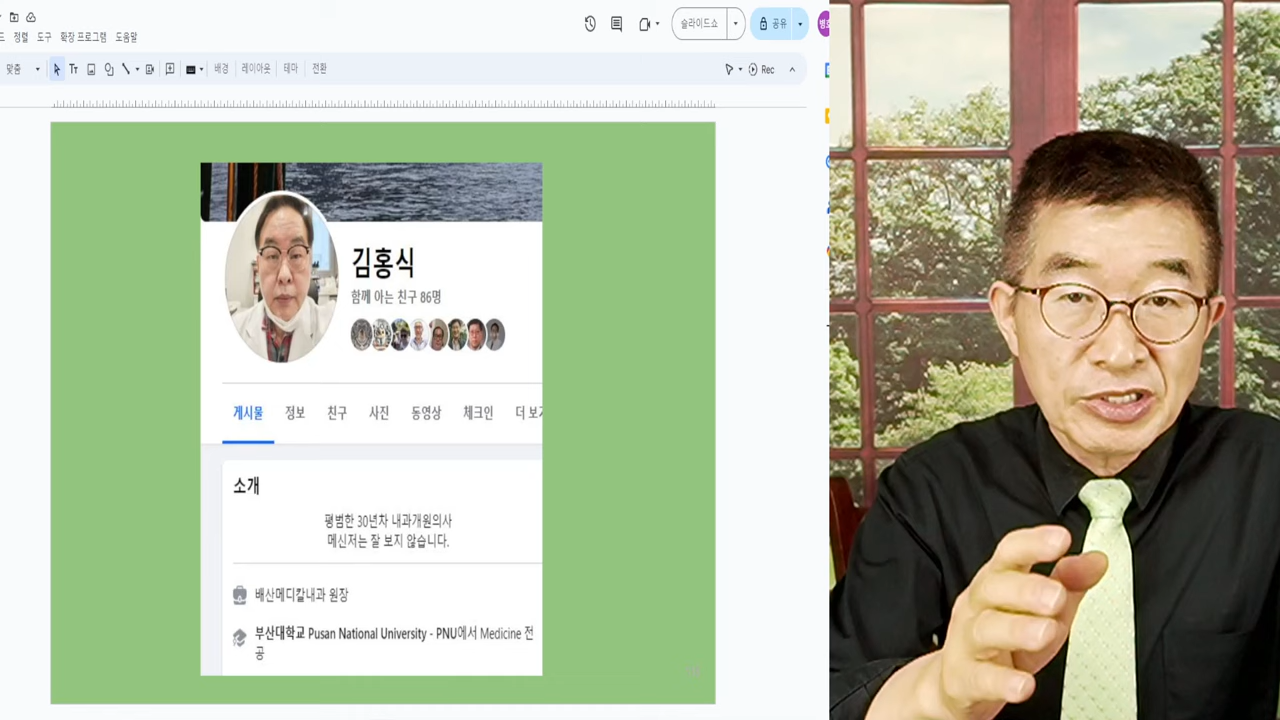 정렬 도구 확장 프로그램 도움말
슬라이드쇼
공유
맞춤
배경 레이아웃 테마 전환
Rec
김홍식
함께 아는 친구 86명
게시물 정보 친구 사진 동영상 체크인 더 보기
소개
평범한 30년차 내과개원의사
메신저는 잘 보지 않습니다.
배산메디칼내과 원장
부산대학교 Pusan National University - PNU에서 Medicine 전
공